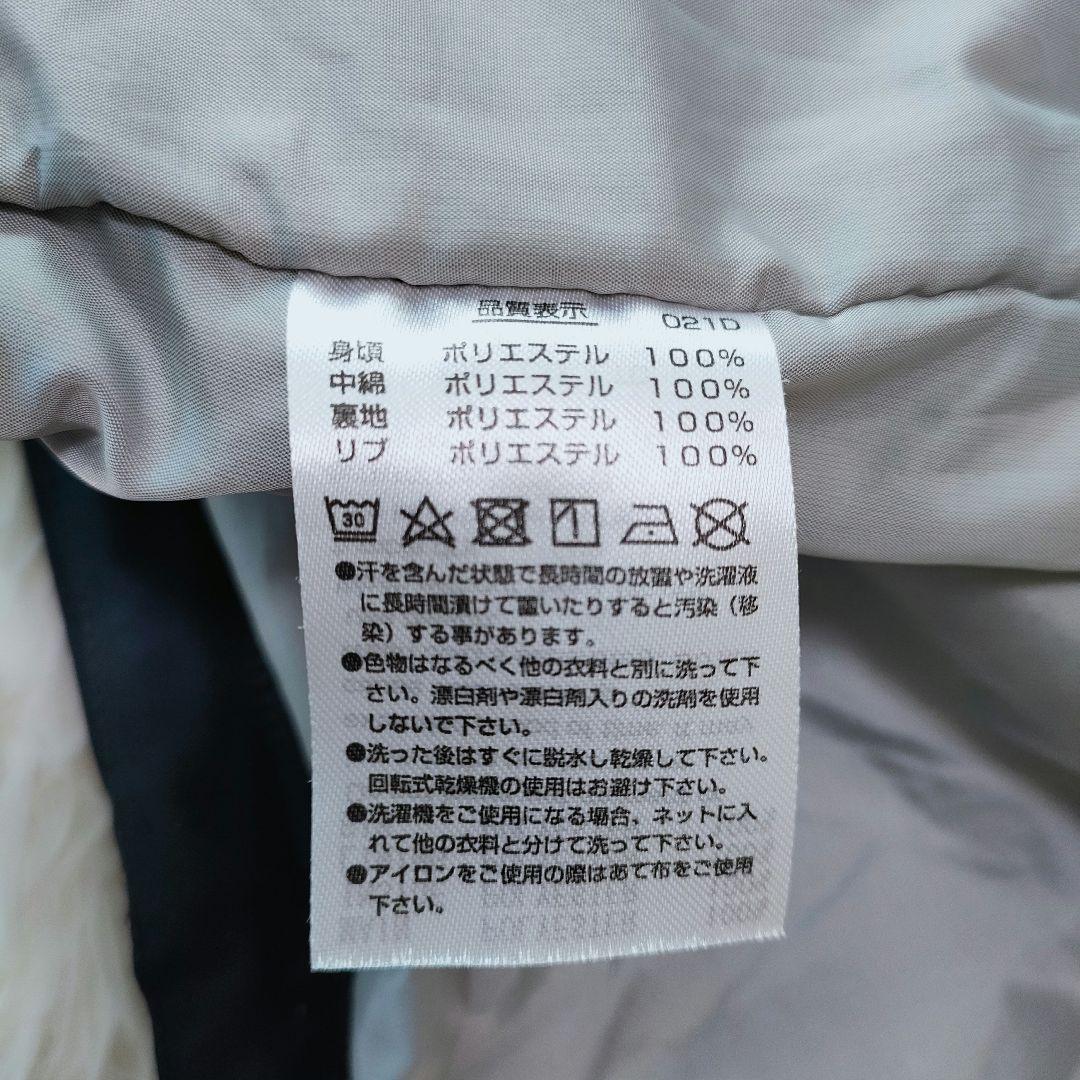 品質表示 021D
身頃 ポリエステル 100%
中綿 ポリエステル 100%
裏地 ポリエステル 100%
リブ ポリエステル 100%
30
●汗を含んだ状態で長時間の放置や洗濯液
に長時間漬けて置いたりすると汚染（移
染）する事があります。
●色物はなるべく他の衣料と別に洗って下
さい。漂白剤や漂白剤入りの洗剤を使用
しないで下さい。
●洗った後はすぐに脱水し乾燥して下さい。
回転式乾燥機の使用はお避け下さい。
●洗濯機をご使用になる場合、ネットに入
れて他の衣料と分けて洗って下さい。
●アイロンをご使用の際はあて布をご使用
下さい。